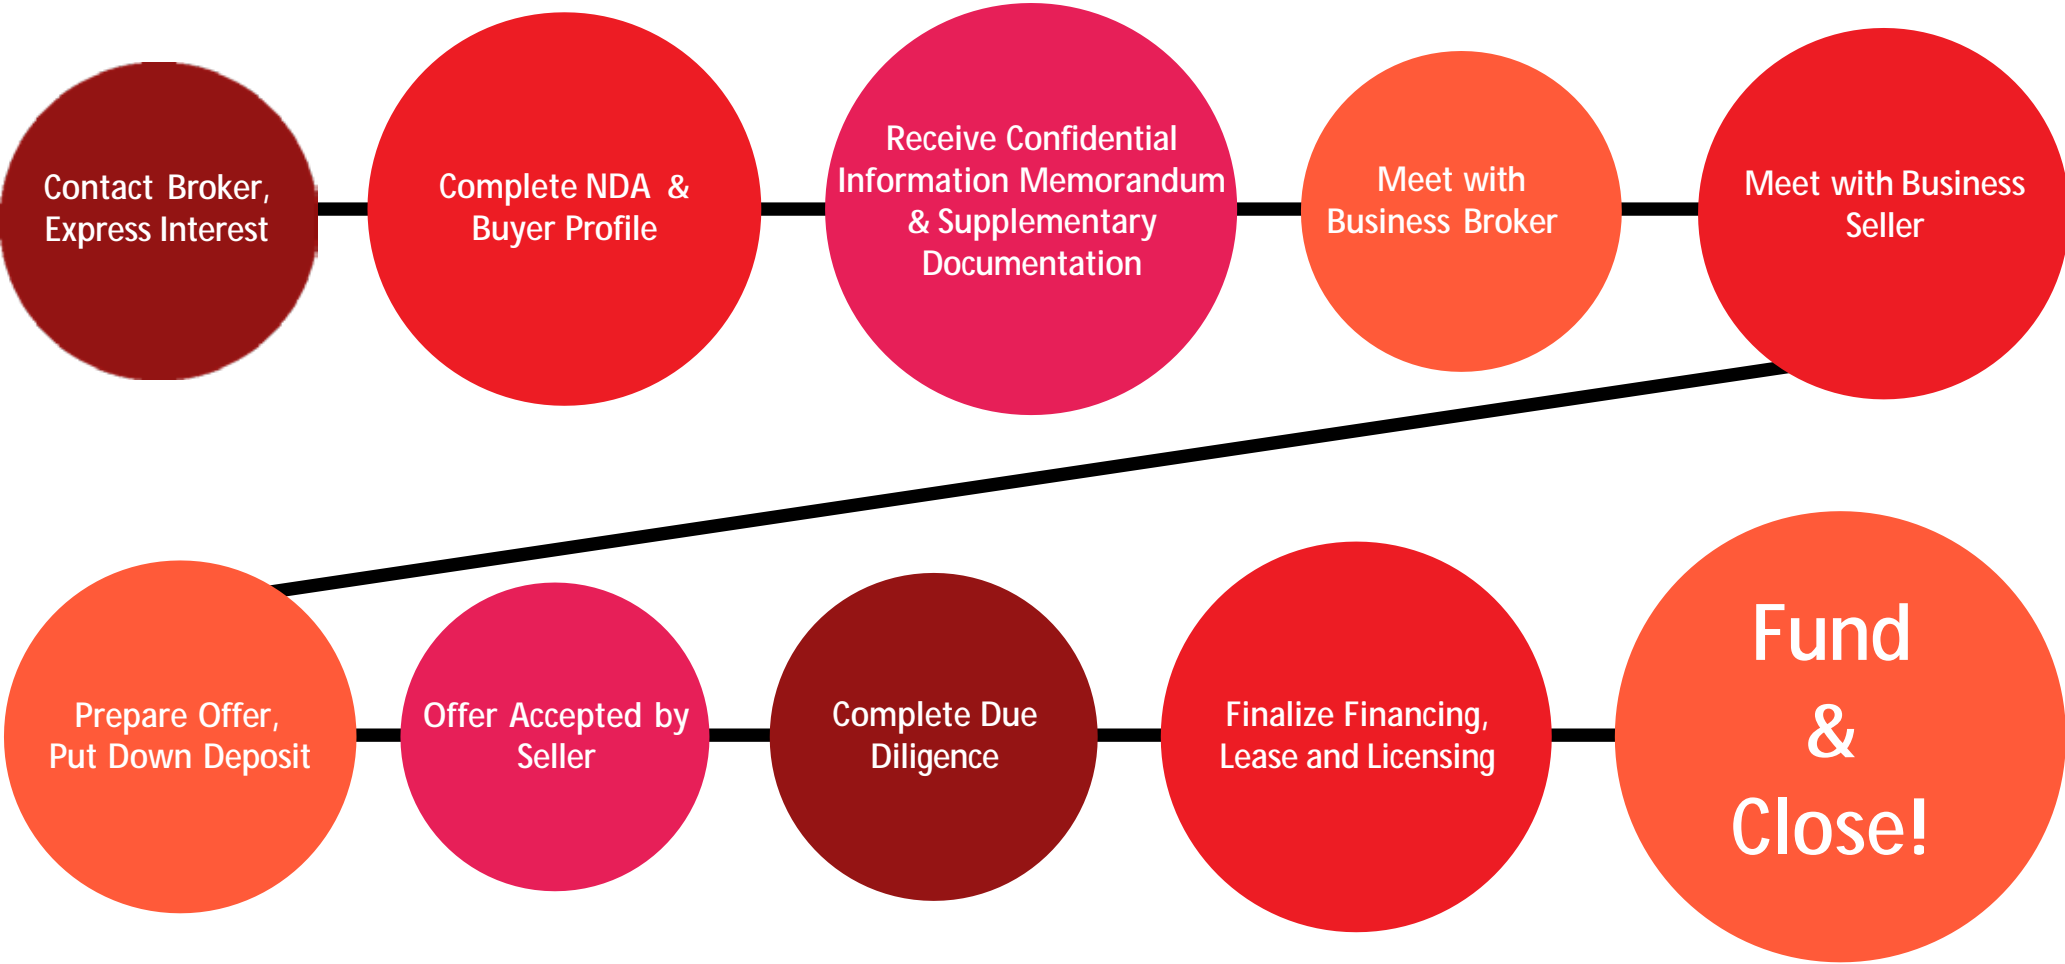 Contact Broker,
Express Interest
Complete NDA &
Buyer Profile
Receive Confidential
Information Memorandum
& Supplementary
Documentation
Meet with
Business Broker
Meet with Business
Seller
Prepare Offer,
Put Down Deposit
Offer Accepted by
Seller
Complete Due
Diligence
Finalize Financing,
Lease and Licensing
Fund
&
Close!